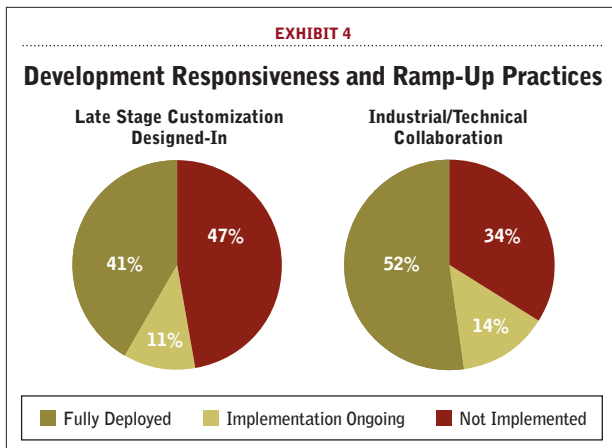 EXHIBIT 4
Development Responsiveness and Ramp-Up Practices
Late Stage Customization
Designed-In
47%
41%
11%
Industrial/Technical
Collaboration
34%
52%
14%
Fully Deployed
Implementation Ongoing
Not Implemented